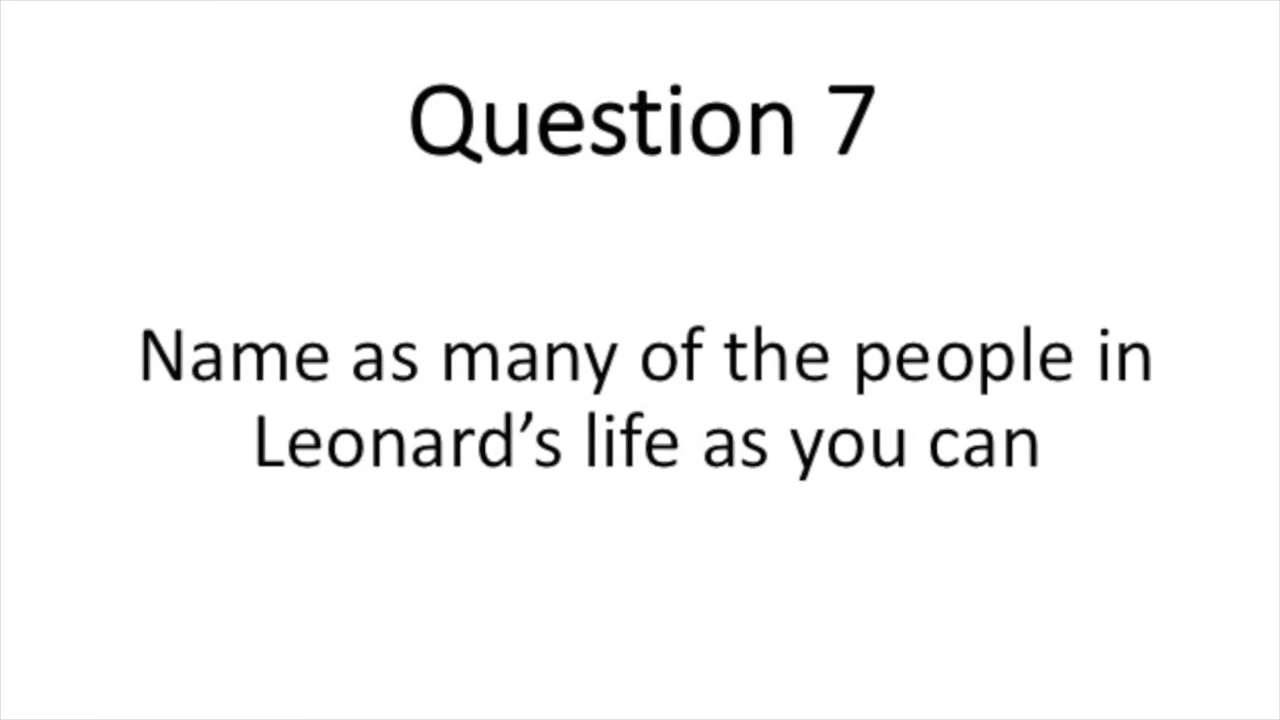 Question 7
Name as many of the people in
Leonard’s life as you can